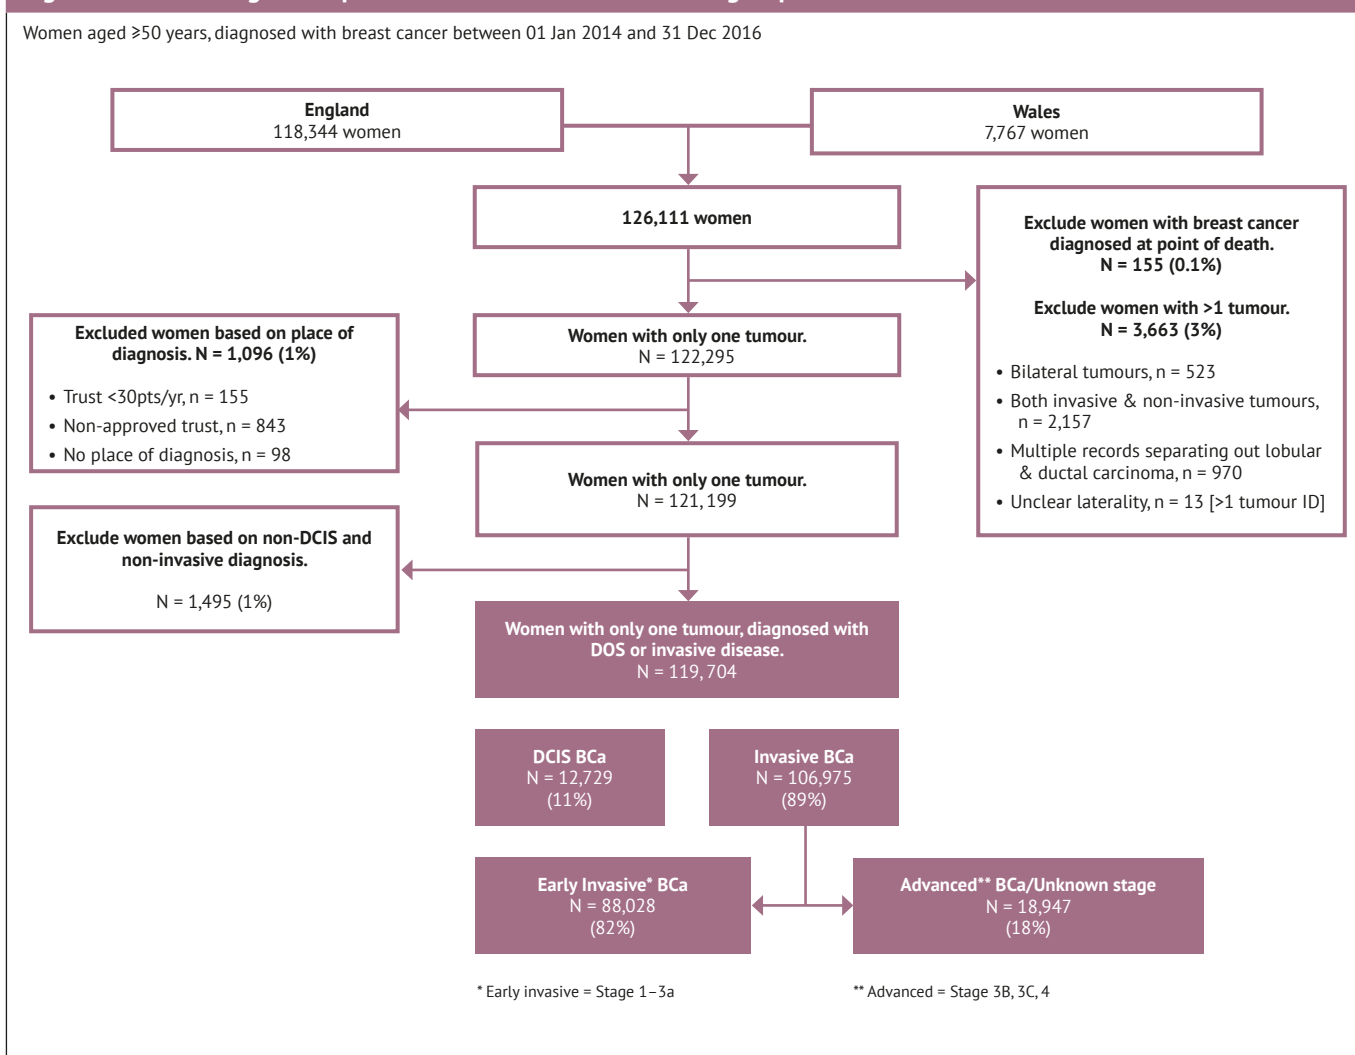 Women aged ≥50 years, diagnosed with breast cancer between 01 Jan 2014 and 31 Dec 2016
England
118,344 women
Wales
7,767 women
126,111 women
Exclude women with breast cancer
diagnosed at point of death.
N = 155 (0.1%)
Exclude women with >1 tumour.
N = 3,663 (3%)
• Bilateral tumours, n = 523
• Both invasive & non-invasive tumours,
n = 2,157
• Multiple records separating out lobular
& ductal carcinoma, n = 970
• Unclear laterality, n = 13 [>1 tumour ID]
Women with only one tumour.
N = 122,295
Excluded women based on place of
diagnosis. N = 1,096 (1%)
• Trust <30pts/yr, n = 155
• Non-approved trust, n = 843
• No place of diagnosis, n = 98
Women with only one tumour.
N = 121,199
Exclude women based on non-DCIS and
non-invasive diagnosis.
N = 1,495 (1%)
Women with only one tumour, diagnosed with
DOS or invasive disease.
N = 119,704
DCIS BCa
N = 12,729
(11%)
Invasive BCa
N = 106,975
(89%)
Early Invasive* BCa
N = 88,028
(82%)
Advanced** BCa/Unknown stage
N = 18,947
(18%)
* Early invasive = Stage 1–3a
** Advanced = Stage 3B, 3C, 4